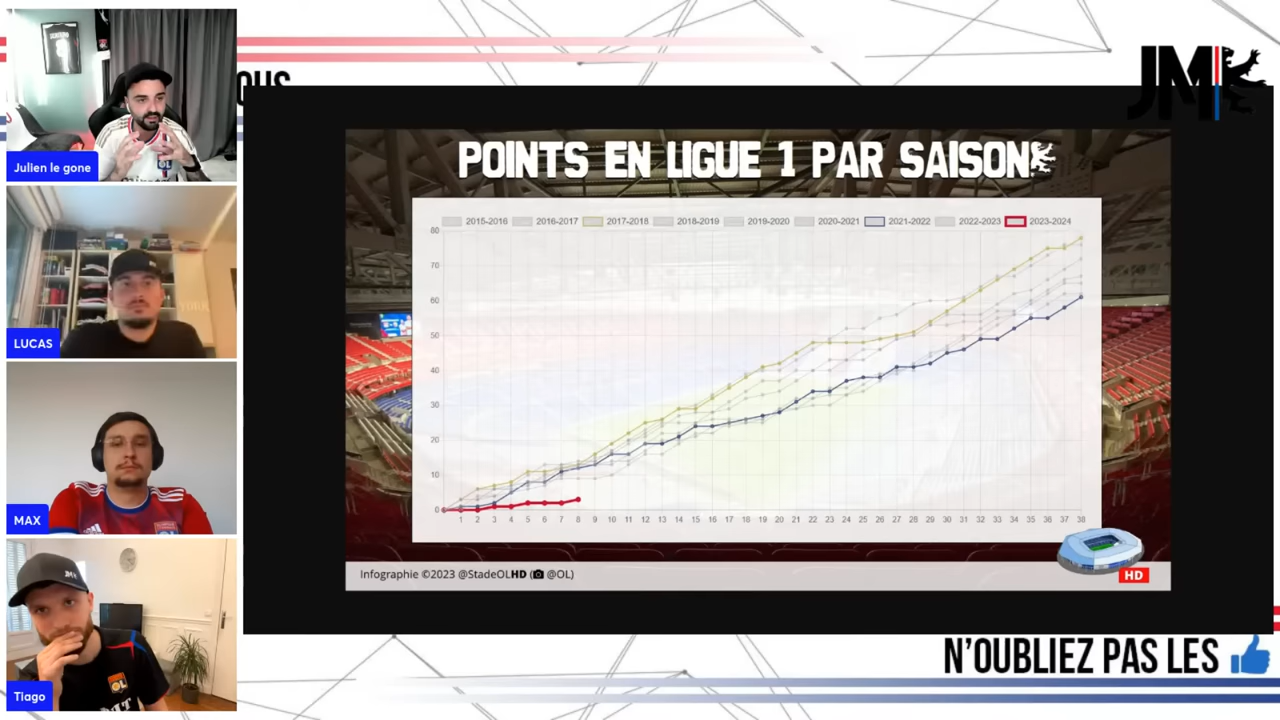 OUS
JM
Julien le gone
OL
LUCAS
MAX
JM
OL
Tiago
POINTS EN LIGUE 1 PAR SAISON
2015-2016 2016-2017 2017-2018 2018-2019 2019-2020 2020-2021 2021-2022 2022-2023 2023-2024
80
70
60
50
40
30
20
10
0
1 2 3 4 5 6 7 8 9 10 11 12 13 14 15 16 17 18 19 20 21 22 23 24 25 26 27 28 29 30 31 32 33 34 35 36 37 38
Infographie ©2023 @StadeOLHD ( @OL)
HD
N'OUBLIEZ PAS LES